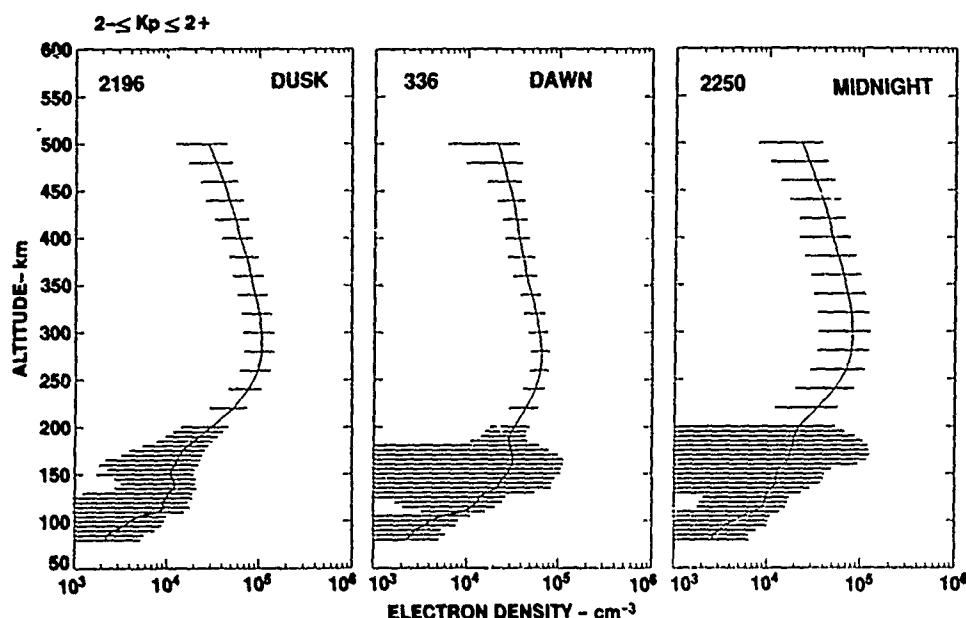 2-≤ Kp ≤ 2+
600
550
500
450
400
350
300
250
200
150
100
50
ALTITUDE-km
2196 DUSK
336 DAWN
2250 MIDNIGHT
10³ 10⁴ 10⁵ 10⁶
10³ 10⁴ 10⁵ 10⁶
10³ 10⁴ 10⁵ 10⁶
ELECTRON DENSITY - cm⁻³